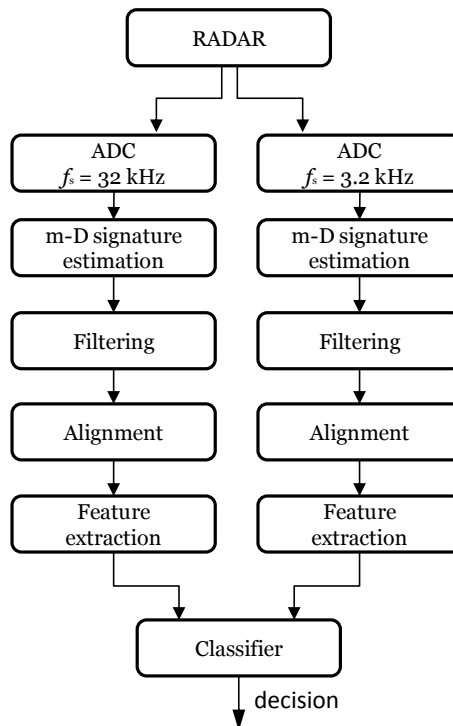 RADAR
ADC
fs = 32 kHz
m-D signature
estimation
Filtering
Alignment
Feature
extraction
ADC
fs = 3.2 kHz
m-D signature
estimation
Filtering
Alignment
Feature
extraction
Classifier
decision